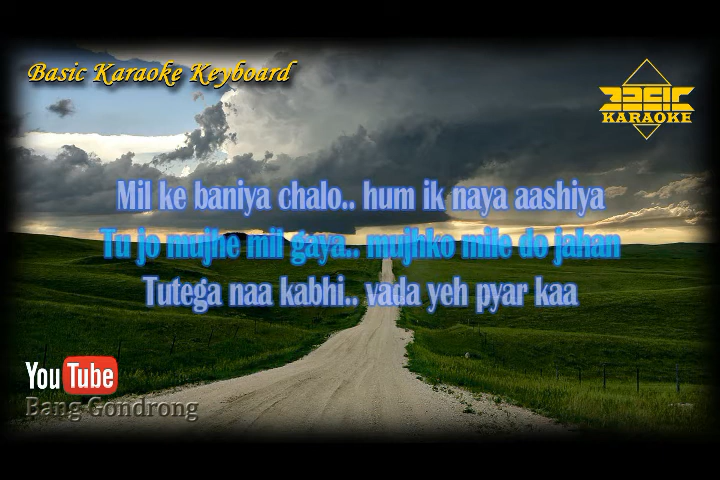 Basic Karaoke Keyboard
BASIC
KARAOKE
Mil ke baniya chalo.. hum ik naya aashiya
Tu jo mujhe mil gaya.. mujhko mile do jahan
Tutega naa kabhi.. vada yeh pyar kaa
YouTube
Bang Gondrong